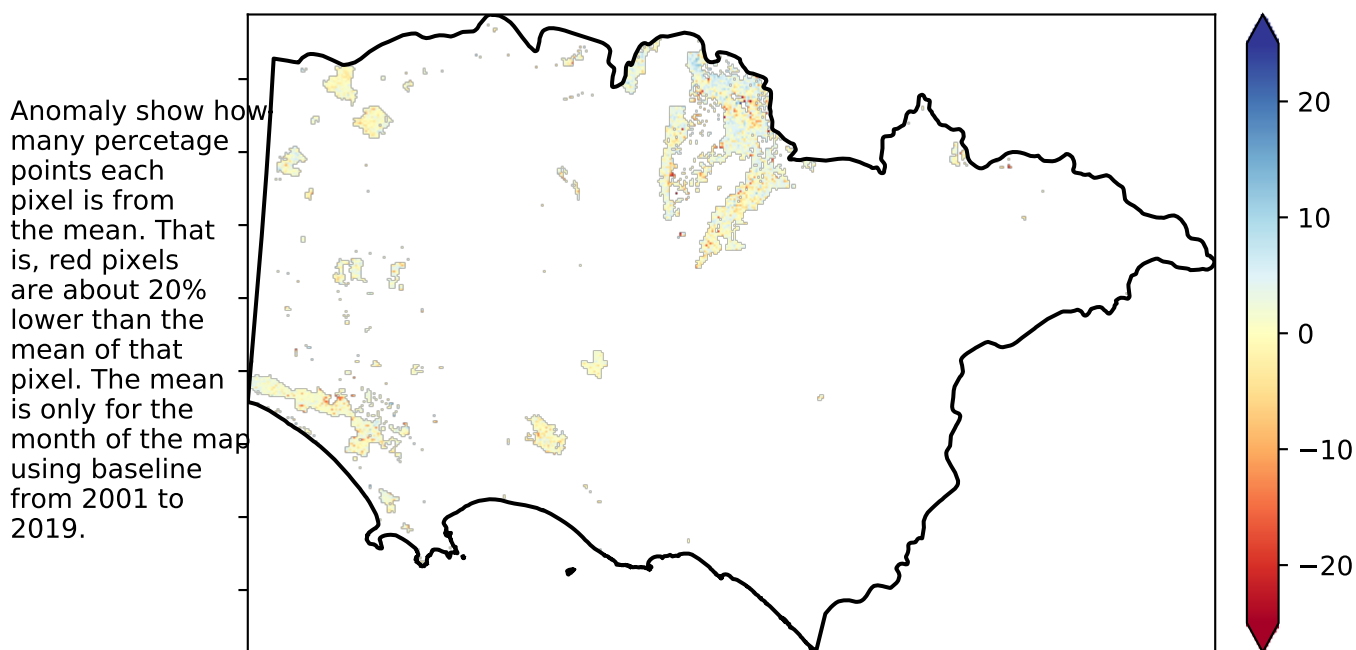 Anomaly show how
many percetage
points each
pixel is from
the mean. That
is, red pixels
are about 20%
lower than the
mean of that
pixel. The mean
is only for the
month of the map
using baseline
from 2001 to
2019.
20
10
0
−10
−20